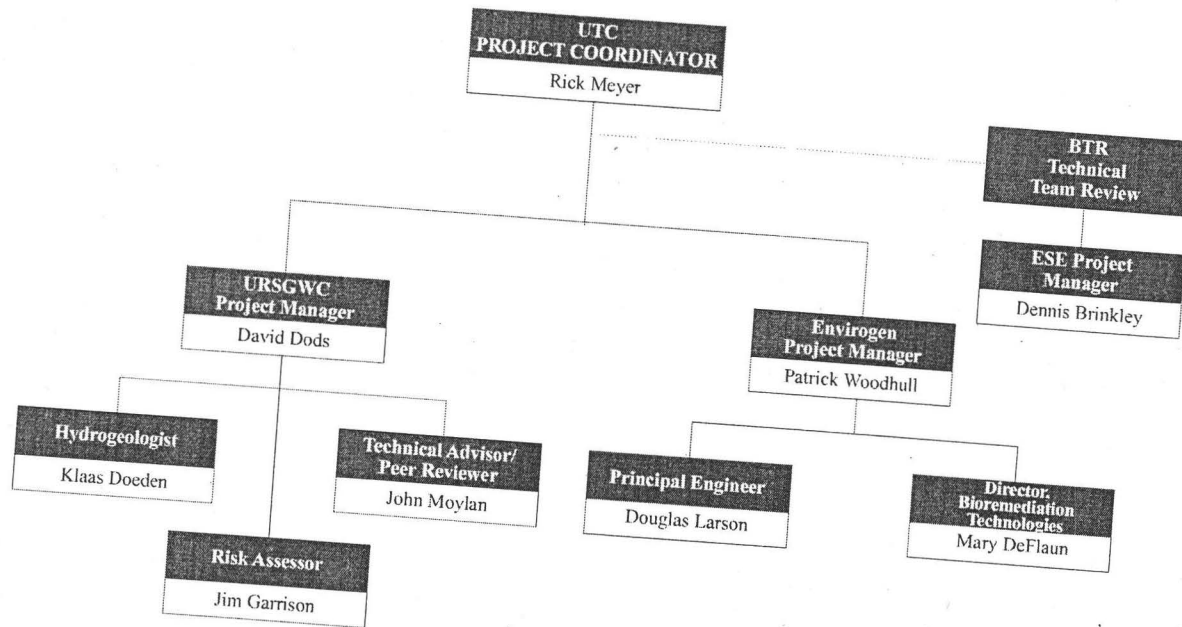 UTC
PROJECT COORDINATOR
Rick Meyer
BTR
Technical
Team Review
ESE Project
Manager
Dennis Brinkley
URSGWC
Project Manager
David Dods
Envirogen
Project Manager
Patrick Woodhull
Hydrogeologist
Klaas Doeden
Technical Advisor/
Peer Reviewer
John Moylan
Risk Assessor
Jim Garrison
Principal Engineer
Douglas Larson
Director.
Bioremediation
Technologies
Mary DeFlaun